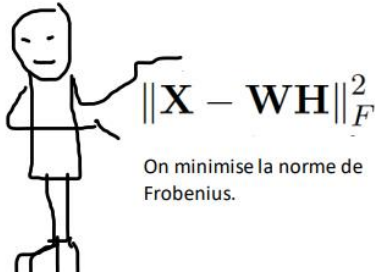 ‖X − WH‖²_F
On minimise la norme de
Frobenius.